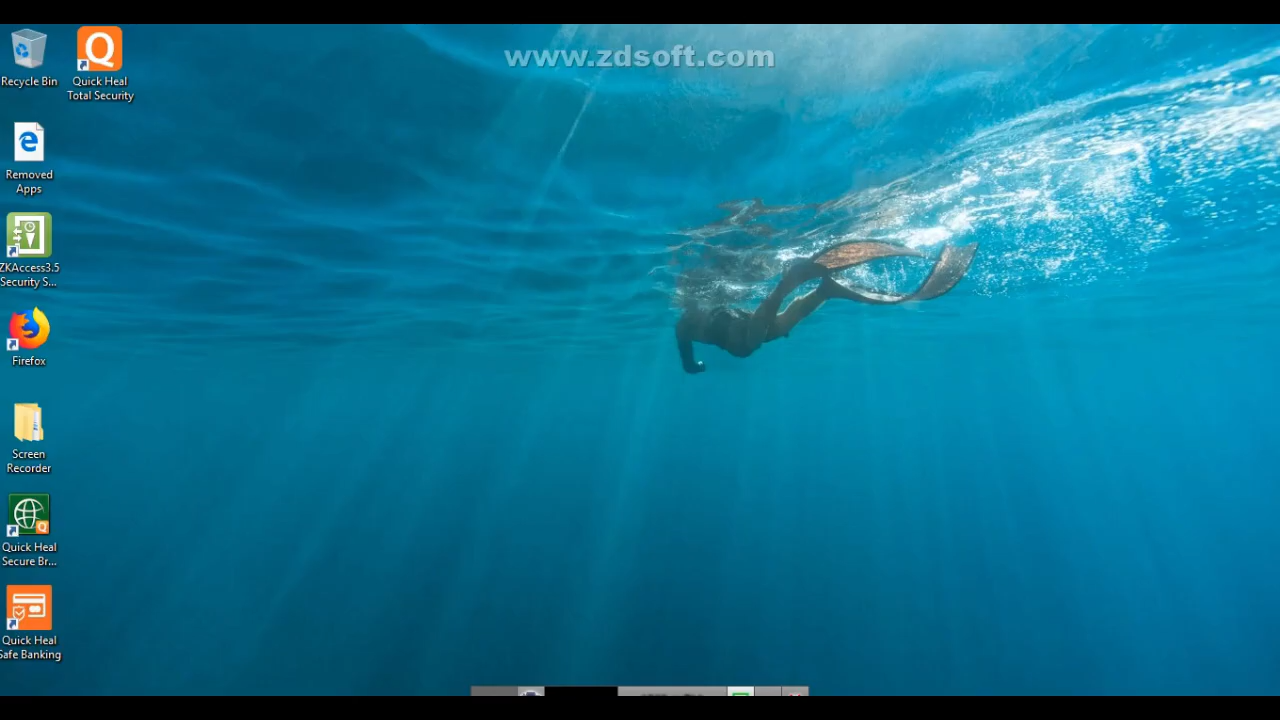 www.zdsoft.com
Recycle Bin
Quick Heal
Total Security
Removed
Apps
ZKAccess3.5
Security S...
Firefox
Screen
Recorder
Quick Heal
Secure Br...
Quick Heal
Safe Banking